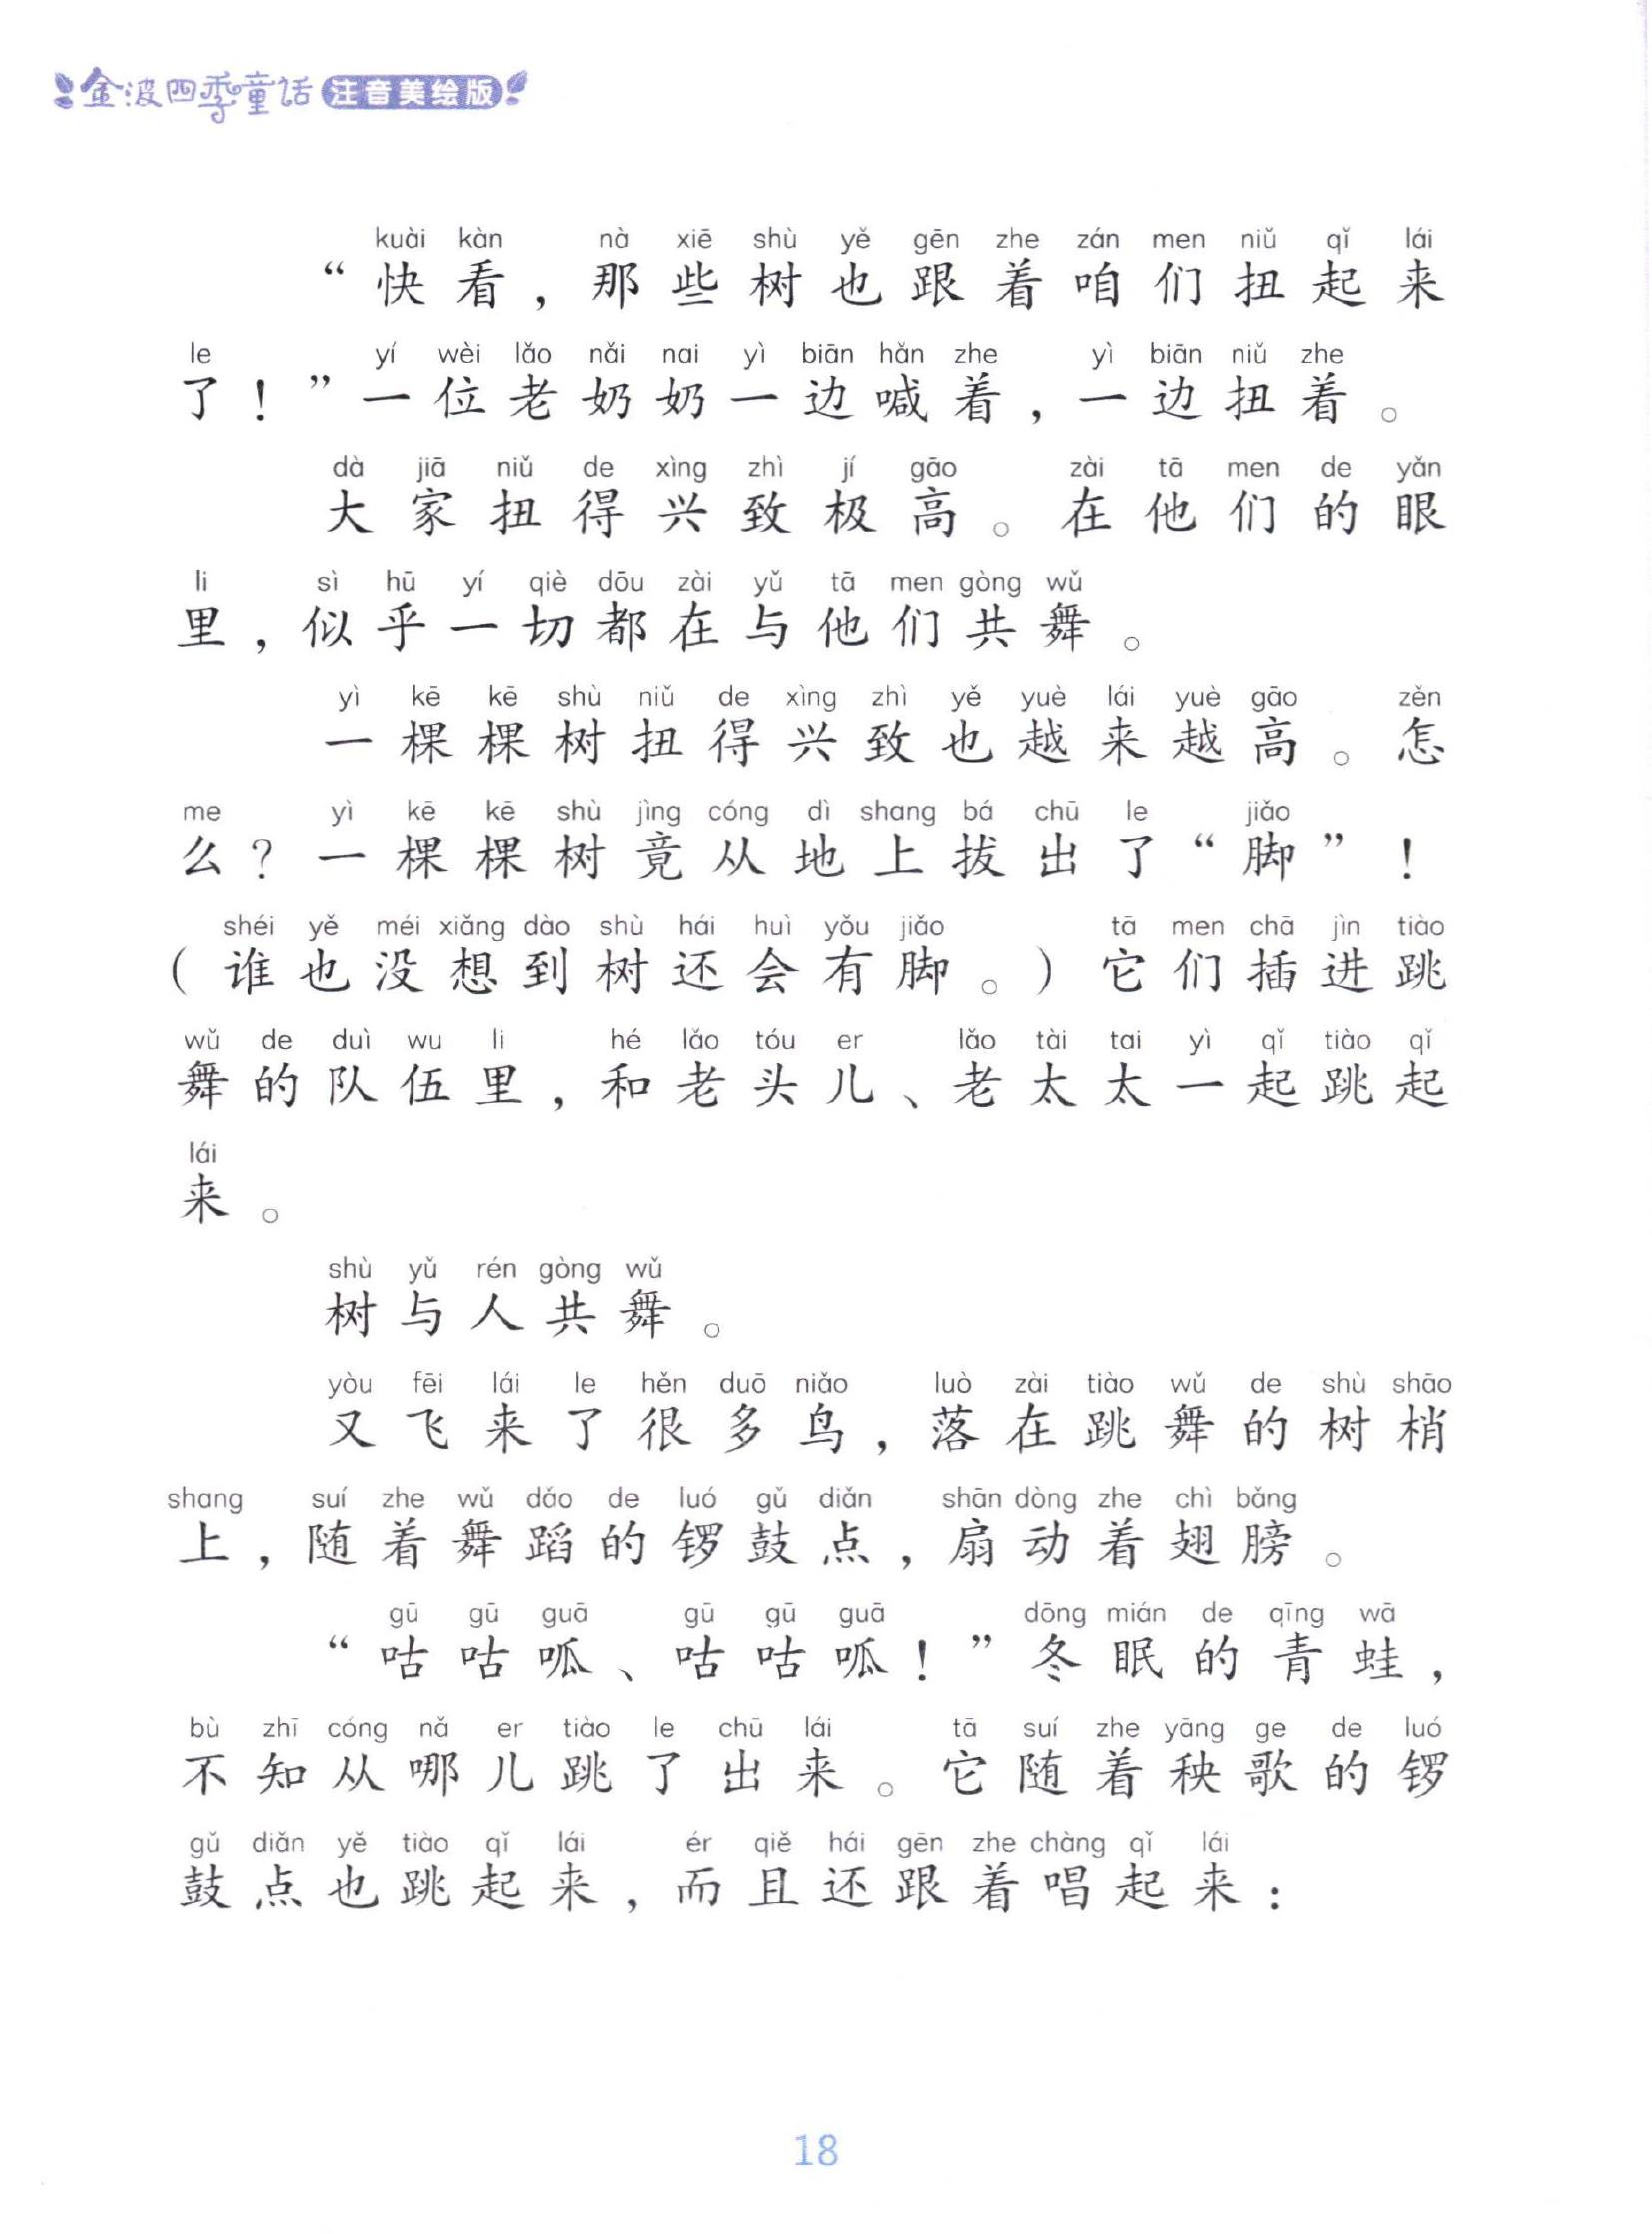 金波四季童话 注音美绘版
kuài kàn nà xiē shù yě gēn zhe zán men niǔ qǐ lái
“快看，那些树也跟着咱们扭起来
le yí wèi lǎo nǎi nai yì biān hǎn zhe yì biān niǔ zhe
了！”一位老奶奶一边喊着，一边扭着。
dà jiā niǔ de xìng zhì jí gāo zài tā men de yǎn
大家扭得兴致极高。在他们的眼
li sì hū yí qiè dōu zài yǔ tā men gòng wǔ
里，似乎一切都在与他们共舞。
yì kē kē shù niǔ de xìng zhì yě yuè lái yuè gāo zěn
一棵棵树扭得兴致也越来越高。怎
me yì kē kē shù jìng cóng dì shang bá chū le jiǎo
么？一棵棵树竟从地上拔出了“脚”！
shéi yě méi xiǎng dào shù hái huì yǒu jiǎo tā men chā jìn tiào
（谁也没想到树还会有脚。）它们插进跳
wǔ de duì wu li hé lǎo tóu er lǎo tài tai yì qǐ tiào qǐ
舞的队伍里，和老头儿、老太太一起跳起
lái
来。
shù yǔ rén gòng wǔ
树与人共舞。
yòu fēi lái le hěn duō niǎo luò zài tiào wǔ de shù shāo
又飞来了很多鸟，落在跳舞的树梢
shang suí zhe wǔ dǎo de luó gǔ diǎn shān dòng zhe chì bǎng
上，随着舞蹈的锣鼓点，扇动着翅膀。
gū gū guā gū gū guā dōng mián de qīng wā
“咕咕呱、咕咕呱！”冬眠的青蛙，
bù zhī cóng nǎ er tiào le chū lái tā suí zhe yāng ge de luó
不知从哪儿跳了出来。它随着秧歌的锣
gǔ diǎn yě tiào qǐ lái ér qiě hái gēn zhe chàng qǐ lái
鼓点也跳起来，而且还跟着唱起来：
18